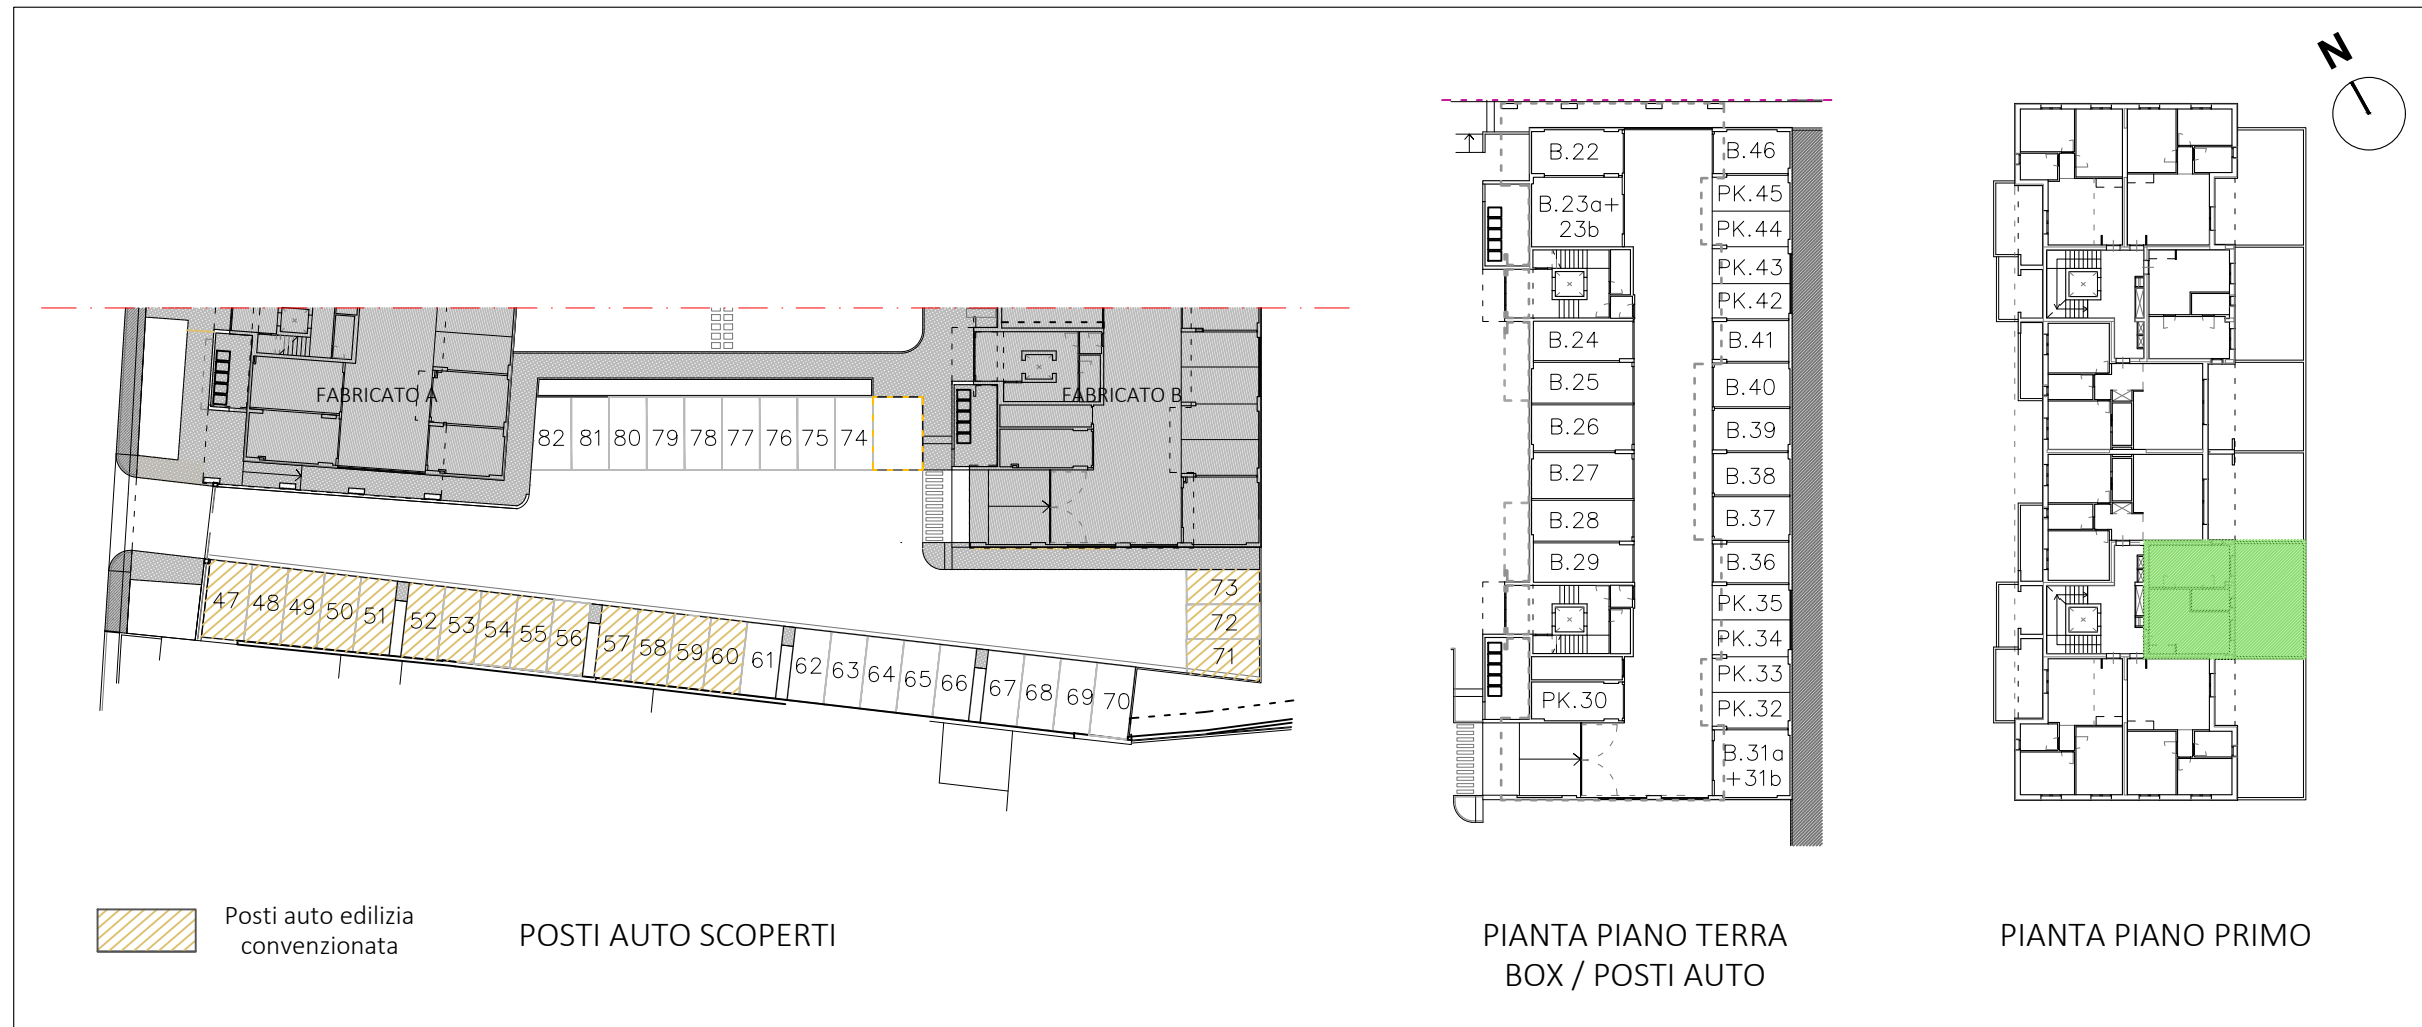 N
B.22
B.46
PK.45
B.23a+
23b
PK.44
PK.43
PK.42
B.24
B.41
B.25
B.40
B.26
B.39
B.27
B.38
B.28
B.37
B.29
B.36
PK.35
PK.34
PK.33
PK.30
PK.32
B.31a
+31b
FABRICATO A
FABRICATO B
82 81 80 79 78 77 76 75 74
73
72
71
47 48 49 50 51 52 53 54 55 56 57 58 59 60 61 62 63 64 65 66 67 68 69 70
Posti auto edilizia
convenzionata
POSTI AUTO SCOPERTI
PIANTA PIANO TERRA
BOX / POSTI AUTO
PIANTA PIANO PRIMO